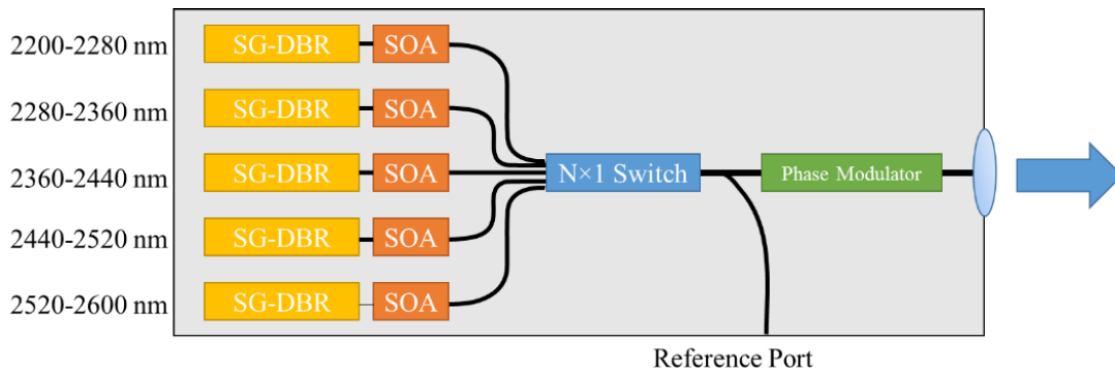 2200-2280 nm SG-DBR SOA
2280-2360 nm SG-DBR SOA
2360-2440 nm SG-DBR SOA N×1 Switch Phase Modulator
2440-2520 nm SG-DBR SOA
2520-2600 nm SG-DBR SOA
Reference Port